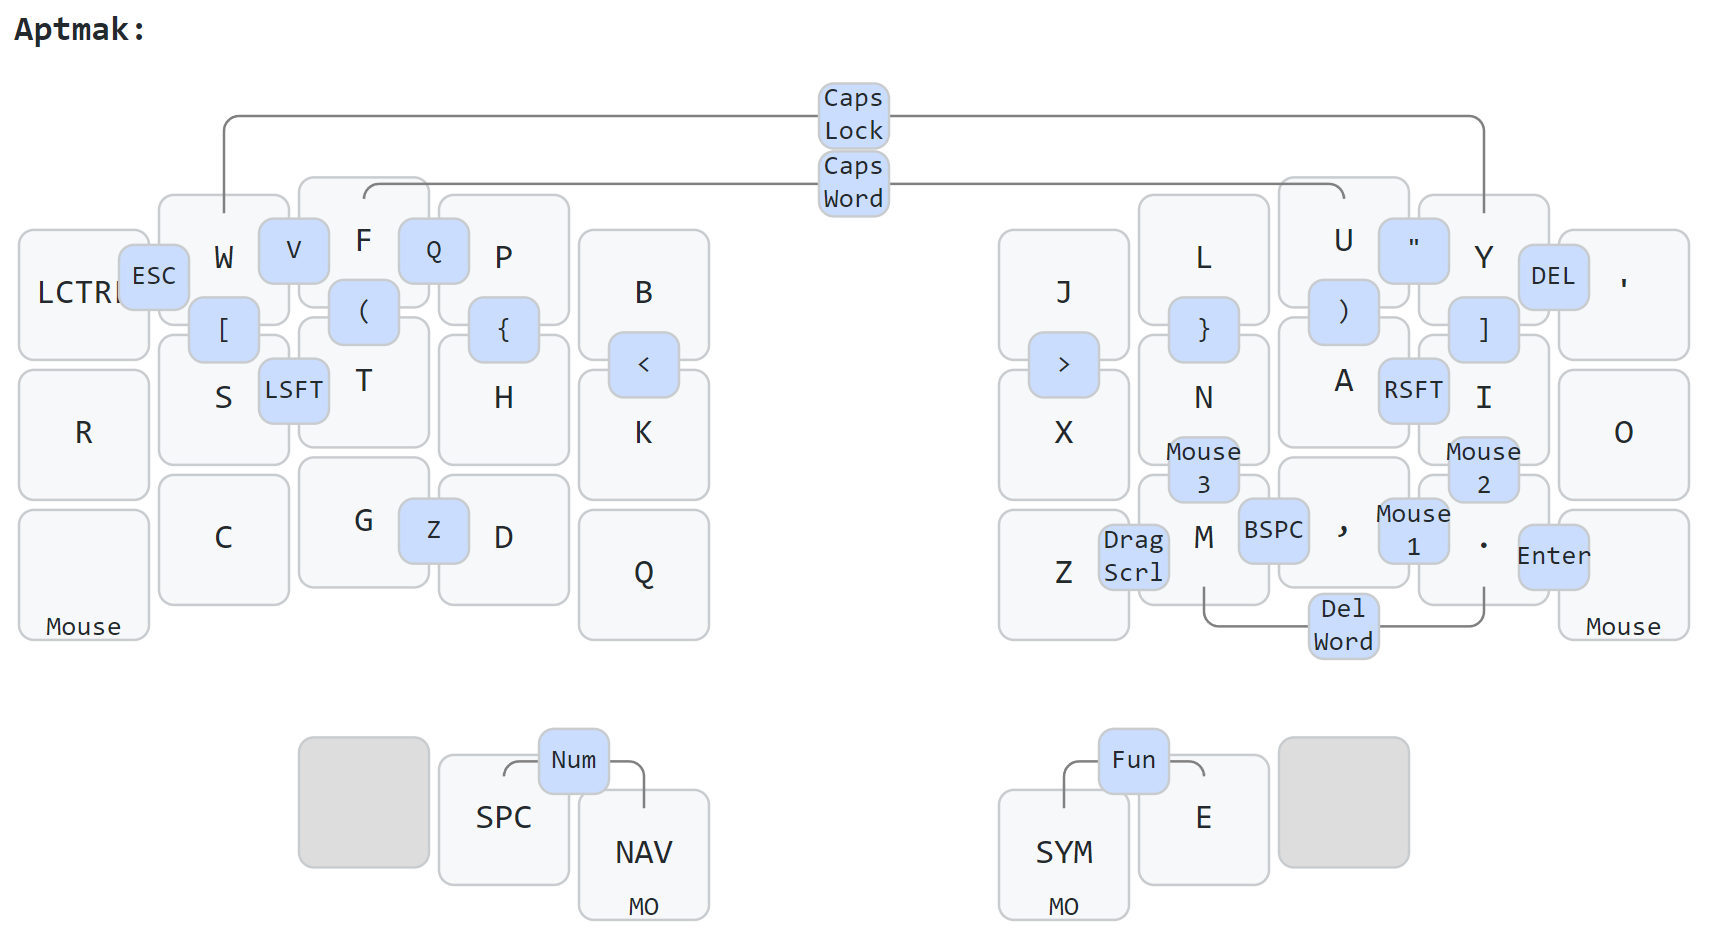 Aptmak:
Caps
Lock
Caps
Word
LCTRL ESC W V F Q P B J L U " Y DEL '
[ ( { < > } ) ]
R S LSFT T H K X N A RSFT I O
Mouse
3
Mouse
2
C G Z D Q Z Drag
Scrl M BSPC , Mouse
1 . Enter
Mouse
Del
Word
Mouse
SPC Num NAV
MO
SYM Fun E
MO